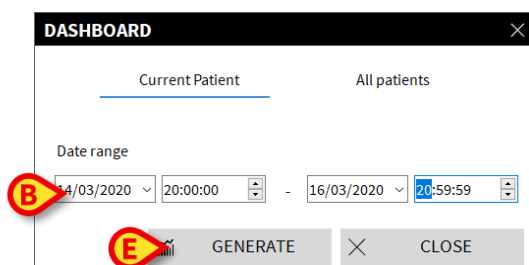 DASHBOARD
Current Patient All patients
Date range
B 14/03/2020 20:00:00 - 16/03/2020 20:59:59
E GENERATE CLOSE